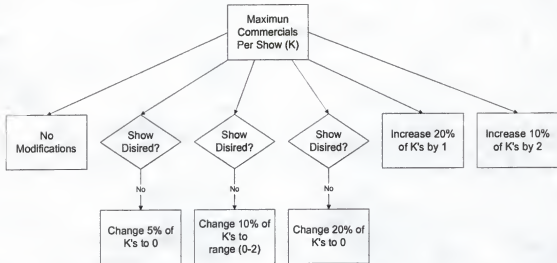 Maximun
Commercials
Per Show (K)
No
Modifications
Show
Disired?
Show
Disired?
Show
Disired?
Increase 20%
of K's by 1
Increase 10%
of K's by 2
No
No
No
Change 5% of
K's to 0
Change 10% of
K's to
range (0-2)
Change 20% of
K's to 0